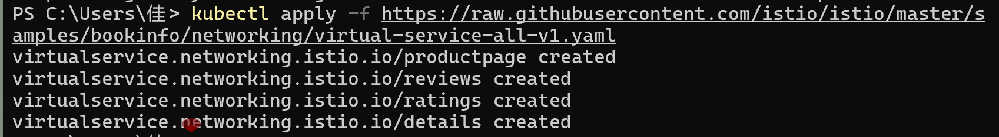 PS C:\Users\佳> kubectl apply -f https://raw.githubusercontent.com/istio/istio/master/s
amples/bookinfo/networking/virtual-service-all-v1.yaml
virtualservice.networking.istio.io/productpage created
virtualservice.networking.istio.io/reviews created
virtualservice.networking.istio.io/ratings created
virtualservice.networking.istio.io/details created